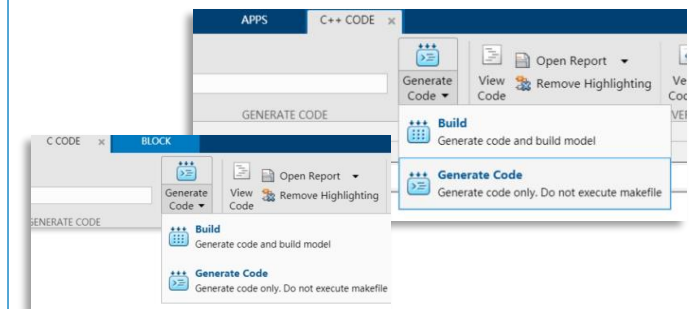 APPS C++ CODE ×
Generate Code ▾
View Code
Open Report ▾
Remove Highlighting
GENERATE CODE
Build
Generate code and build model
Generate Code
Generate code only. Do not execute makefile
C CODE × BLOCK
Generate Code ▾
View Code
Open Report ▾
Remove Highlighting
GENERATE CODE
Build
Generate code and build model
Generate Code
Generate code only. Do not execute makefile